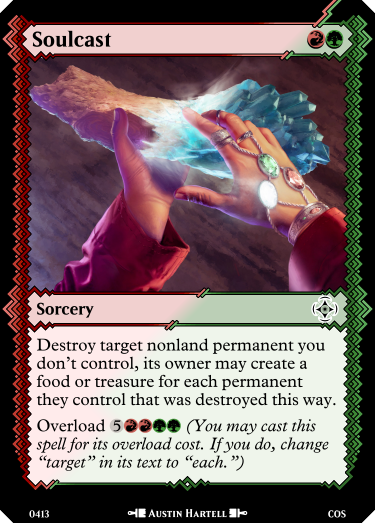 Soulcast
Sorcery
Destroy target nonland permanent you
don't control, its owner may create a
food or treasure for each permanent
they control that was destroyed this way.
Overload 5 (You may cast this
spell for its overload cost. If you do, change
“target” in its text to “each.”)
0413 AUSTIN HARTELL COS